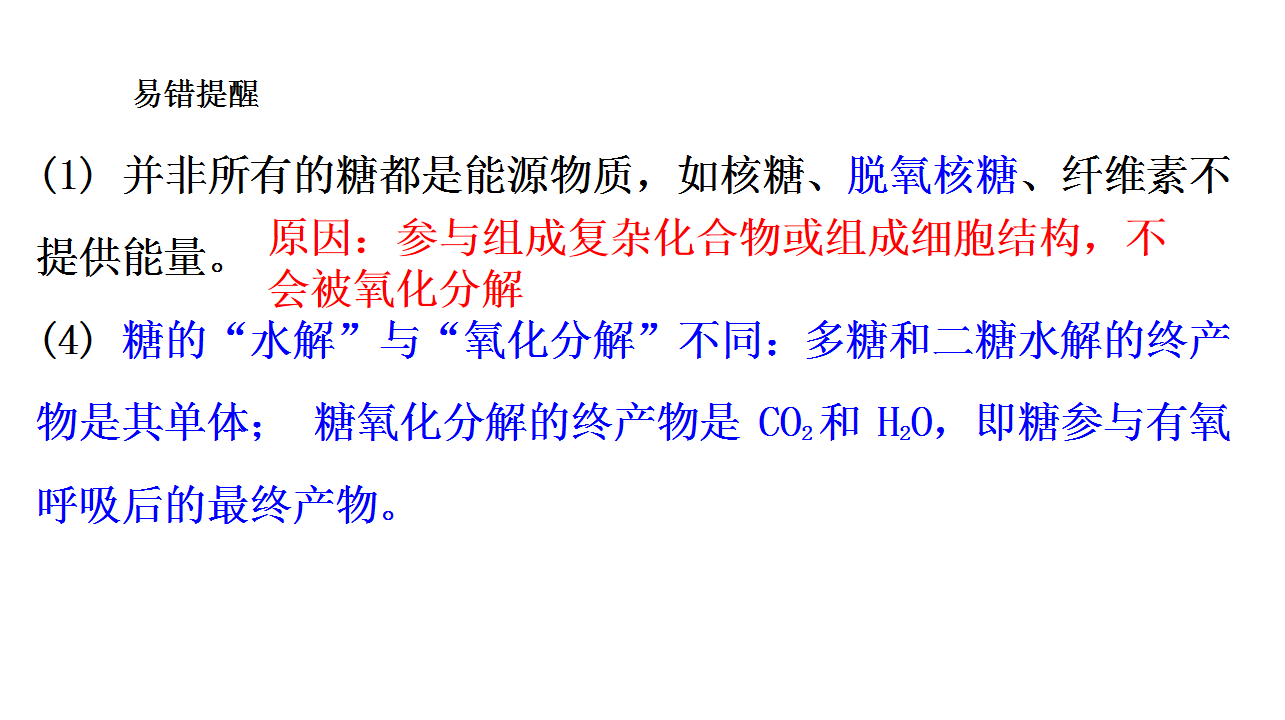 易错提醒
(1) 并非所有的糖都是能源物质，如核糖、脱氧核糖、纤维素不
提供能量。
原因：参与组成复杂化合物或组成细胞结构，不
会被氧化分解
(4) 糖的“水解”与“氧化分解”不同：多糖和二糖水解的终产
物是其单体； 糖氧化分解的终产物是 CO₂和 H₂O，即糖参与有氧
呼吸后的最终产物。